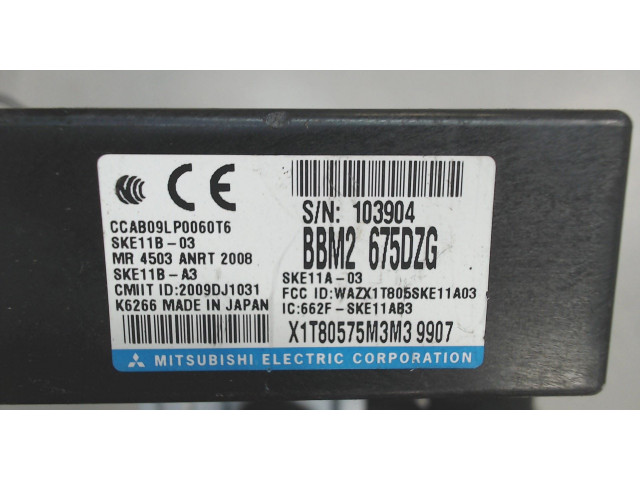 CE
CCAB09LP0060T6
SKE11B-03
MR 4503 ANRT 2008
SKE11B-A3
CMIIT ID:2009DJ1031
K6266 MADE IN JAPAN
S/N: 103904
BBM2 675DZG
SKE11A-03
FCC ID:WAZX1T805SKE11A03
IC:662F-SKE11AB3
X1T80575M3M3 9907
MITSUBISHI ELECTRIC CORPORATION